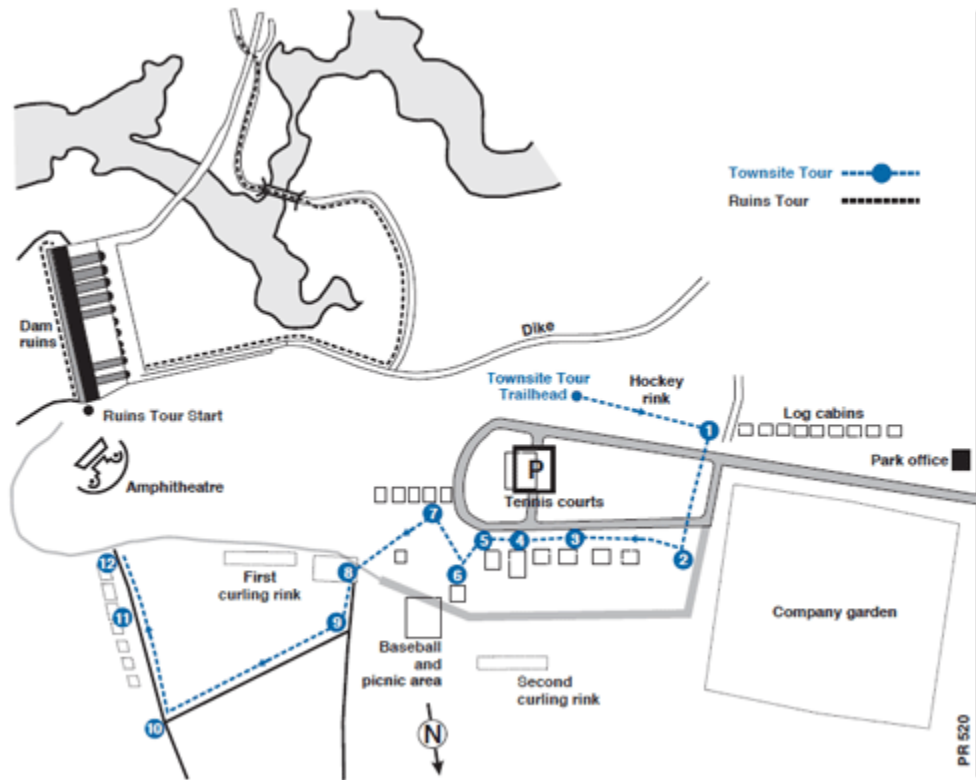 Townsite Tour
Ruins Tour
Dam
ruins
Dike
Ruins Tour Start
Townsite Tour
Trailhead
Hockey
rink
1
Log cabins
Park office
Amphitheatre
P
Tennis courts
7
5
4
3
2
12
First
curling rink
8
6
11
9
Company garden
Baseball
and
picnic area
Second
curling rink
10
N
PR 520